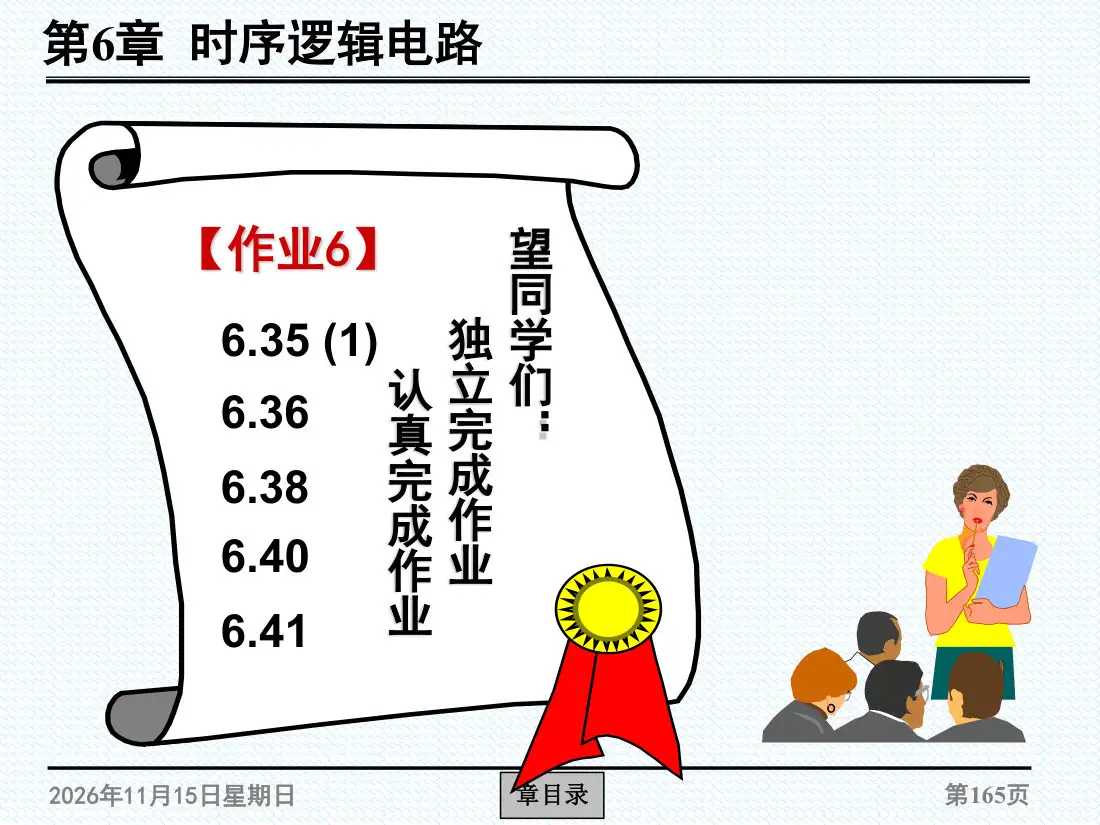 第6章 时序逻辑电路
【作业6】
6.35 (1)
6.36
6.38
6.40
6.41
望同学们：
独立完成作业
认真完成作业
2026年11月15日星期日
章目录
第165页